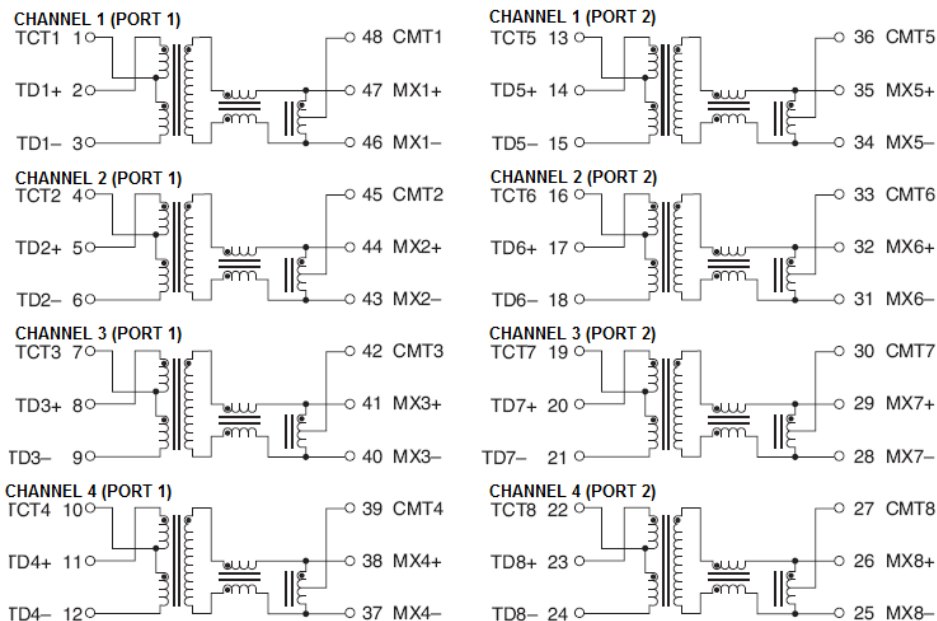 CHANNEL 1 (PORT 1)
TCT1 1 48 CMT1
TD1+ 2 47 MX1+
TD1– 3 46 MX1–
CHANNEL 2 (PORT 1)
TCT2 4 45 CMT2
TD2+ 5 44 MX2+
TD2– 6 43 MX2–
CHANNEL 3 (PORT 1)
TCT3 7 42 CMT3
TD3+ 8 41 MX3+
TD3– 9 40 MX3–
CHANNEL 4 (PORT 1)
TCT4 10 39 CMT4
TD4+ 11 38 MX4+
TD4– 12 37 MX4–
CHANNEL 1 (PORT 2)
TCT5 13 36 CMT5
TD5+ 14 35 MX5+
TD5– 15 34 MX5–
CHANNEL 2 (PORT 2)
TCT6 16 33 CMT6
TD6+ 17 32 MX6+
TD6– 18 31 MX6–
CHANNEL 3 (PORT 2)
TCT7 19 30 CMT7
TD7+ 20 29 MX7+
TD7– 21 28 MX7–
CHANNEL 4 (PORT 2)
TCT8 22 27 CMT8
TD8+ 23 26 MX8+
TD8– 24 25 MX8–